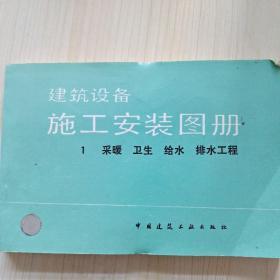 建筑设备
施工安装图册
1 采暖 卫生 给水 排水工程
中国建筑工业出版社